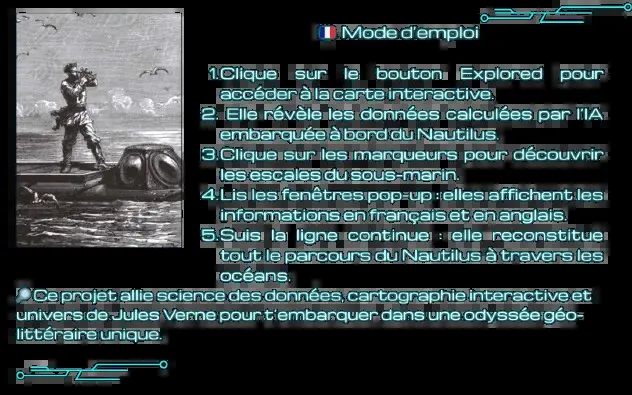 🇫🇷 Mode d'emploi
1. Clique sur le bouton Explored pour
accéder à la carte interactive.
2. Elle révèle les données calculées par l'IA
embarquée à bord du Nautilus.
3. Clique sur les marqueurs pour découvrir
les escales du sous-marin.
4. Lis les fenêtres pop-up : elles affichent les
informations en français et en anglais.
5. Suis la ligne continue : elle reconstitue
tout le parcours du Nautilus à travers les
océans.
🔎Ce projet allie science des données, cartographie interactive et
univers de Jules Verne pour t'embarquer dans une odyssée géo-
littéraire unique.